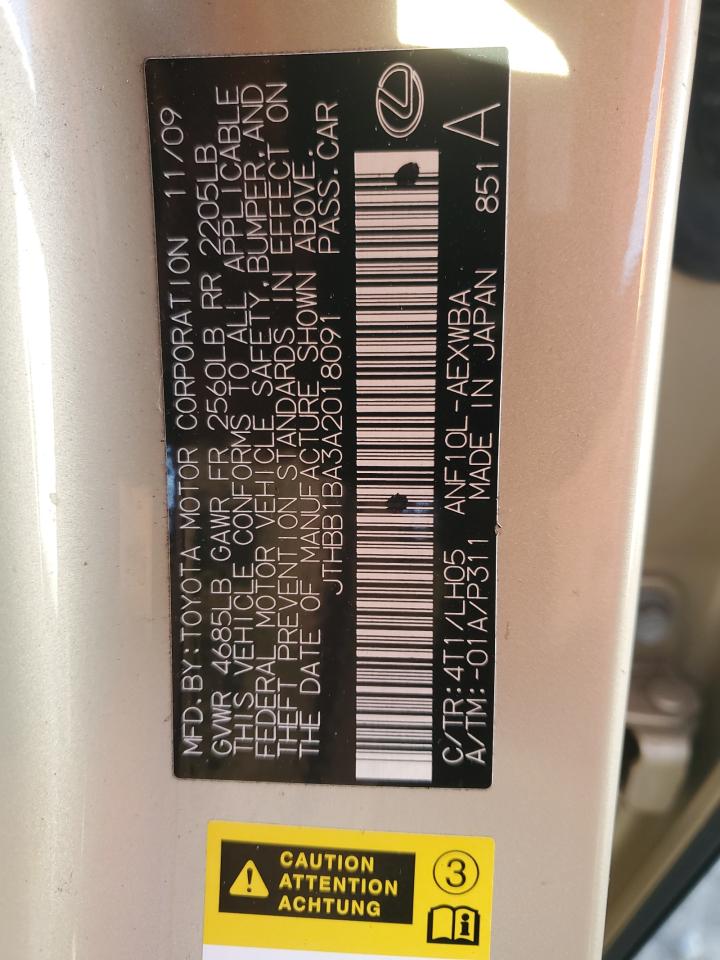 MFD. BY:TOYOTA MOTOR CORPORATION 11/09
GVWR 4685LB GAWR FR 2560LB RR 2205LB
THIS VEHICLE CONFORMS TO ALL APPLICABLE
FEDERAL MOTOR VEHICLE SAFETY,BUMPER,AND
THEFT PREVENTION STANDARDS IN EFFECT ON
THE DATE OF MANUFACTURE SHOWN ABOVE.
JTHBB1BA3A2018091 PASS.CAR
C/TR:4T1/LH05 ANF10L-AEXWBA 851A
A/TM:-01A/P311 MADE IN JAPAN
CAUTION
ATTENTION
ACHTUNG
3